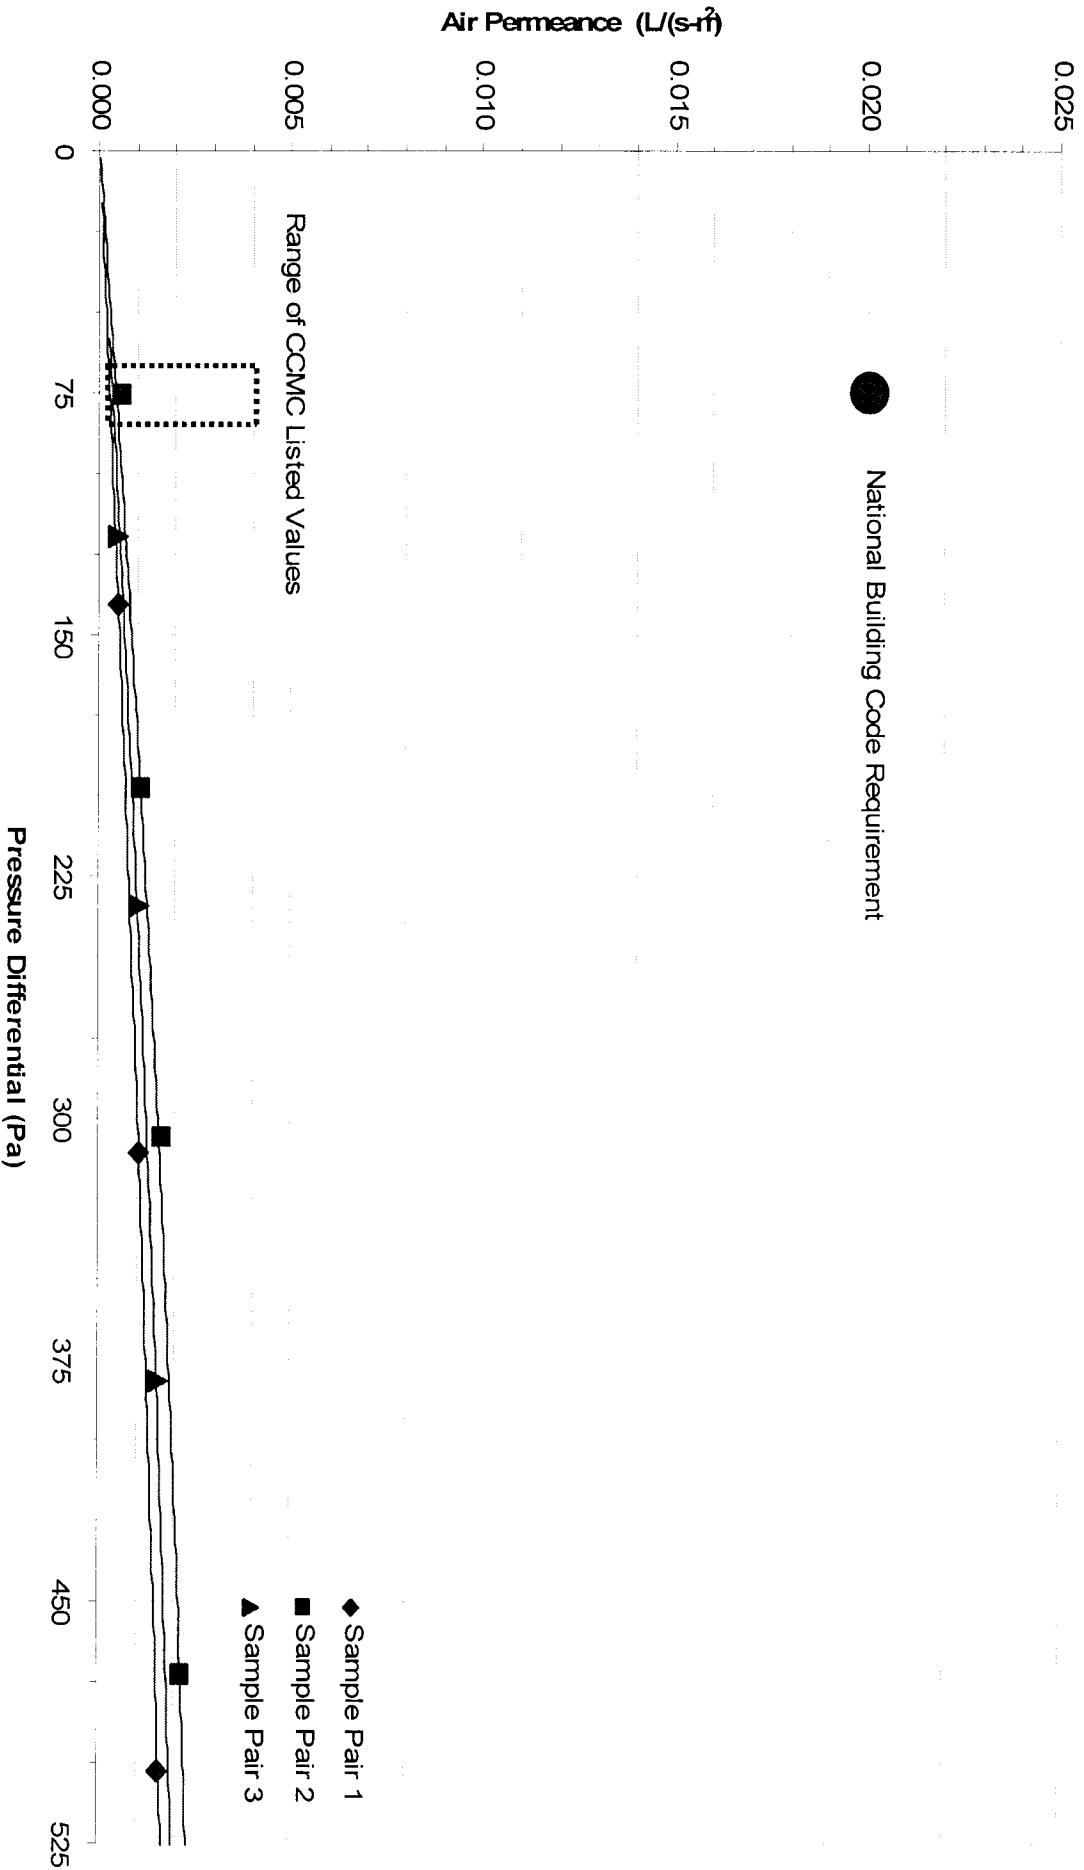 Air Permeance (L/(s-m²)
0.025
0.020
0.015
0.010
0.005
0.000
National Building Code Requirement
Range of CCMC Listed Values
Sample Pair 1
Sample Pair 2
Sample Pair 3
0 75 150 225 300 375 450 525
Pressure Differential (Pa)